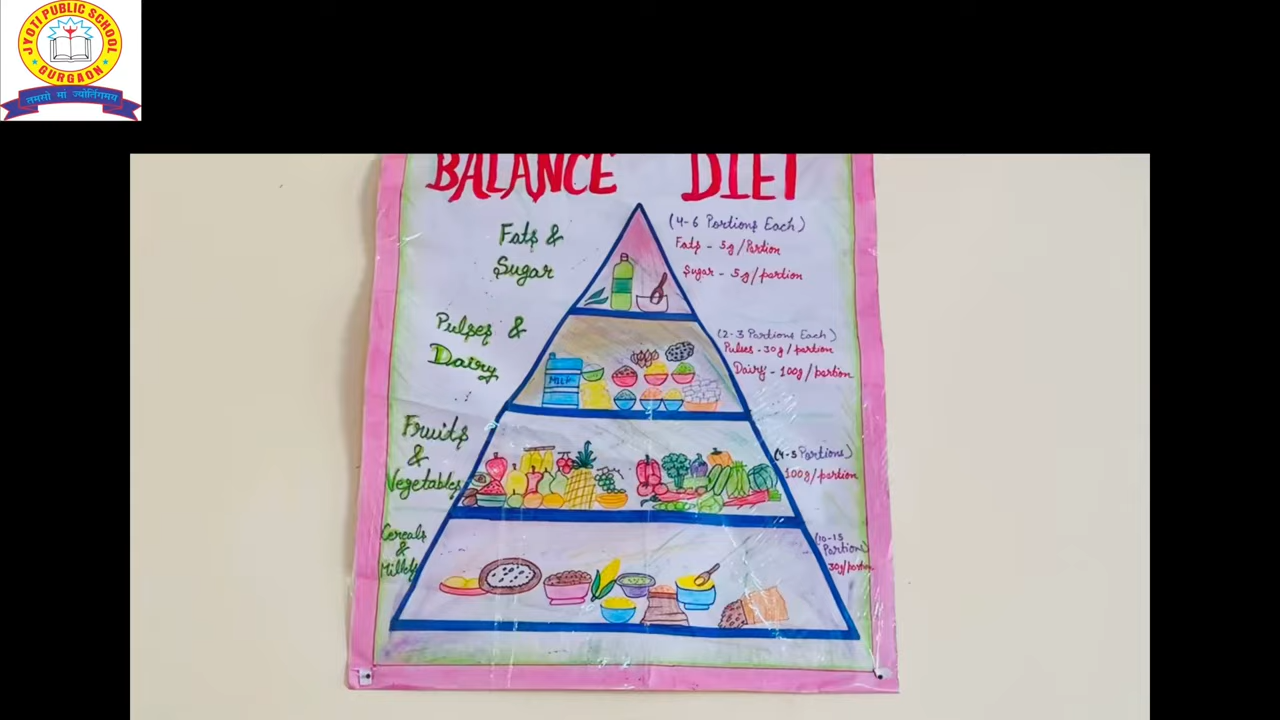 JYOTI PUBLIC SCHOOL
GURGAON
तमसो मां ज्योतिंगमय
BALANCE DIET
Fats &
Sugar
(4-6 Portions Each)
Fats - 5g/Portion
Sugar - 5g/portion
Pulses &
Dairy
(2-3 Portions Each)
Pulses - 30g/portion
Dairy - 100g/portion
MILK
Fruits
&
Vegetables
(4-5 Portions)
100g/portion
Cereals
&
Millets
(10-15
Portions)
30g/portion